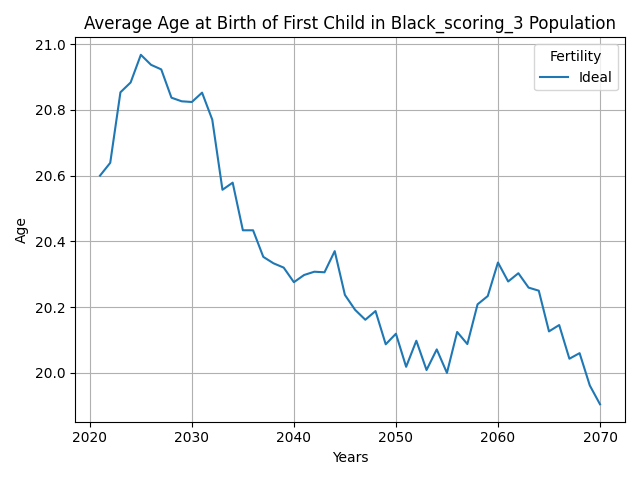 Average Age at Birth of First Child in Black_scoring_3 Population
Fertility
Ideal
21.0
20.8
20.6
20.4
20.2
20.0
Age
2020 2030 2040 2050 2060 2070
Years